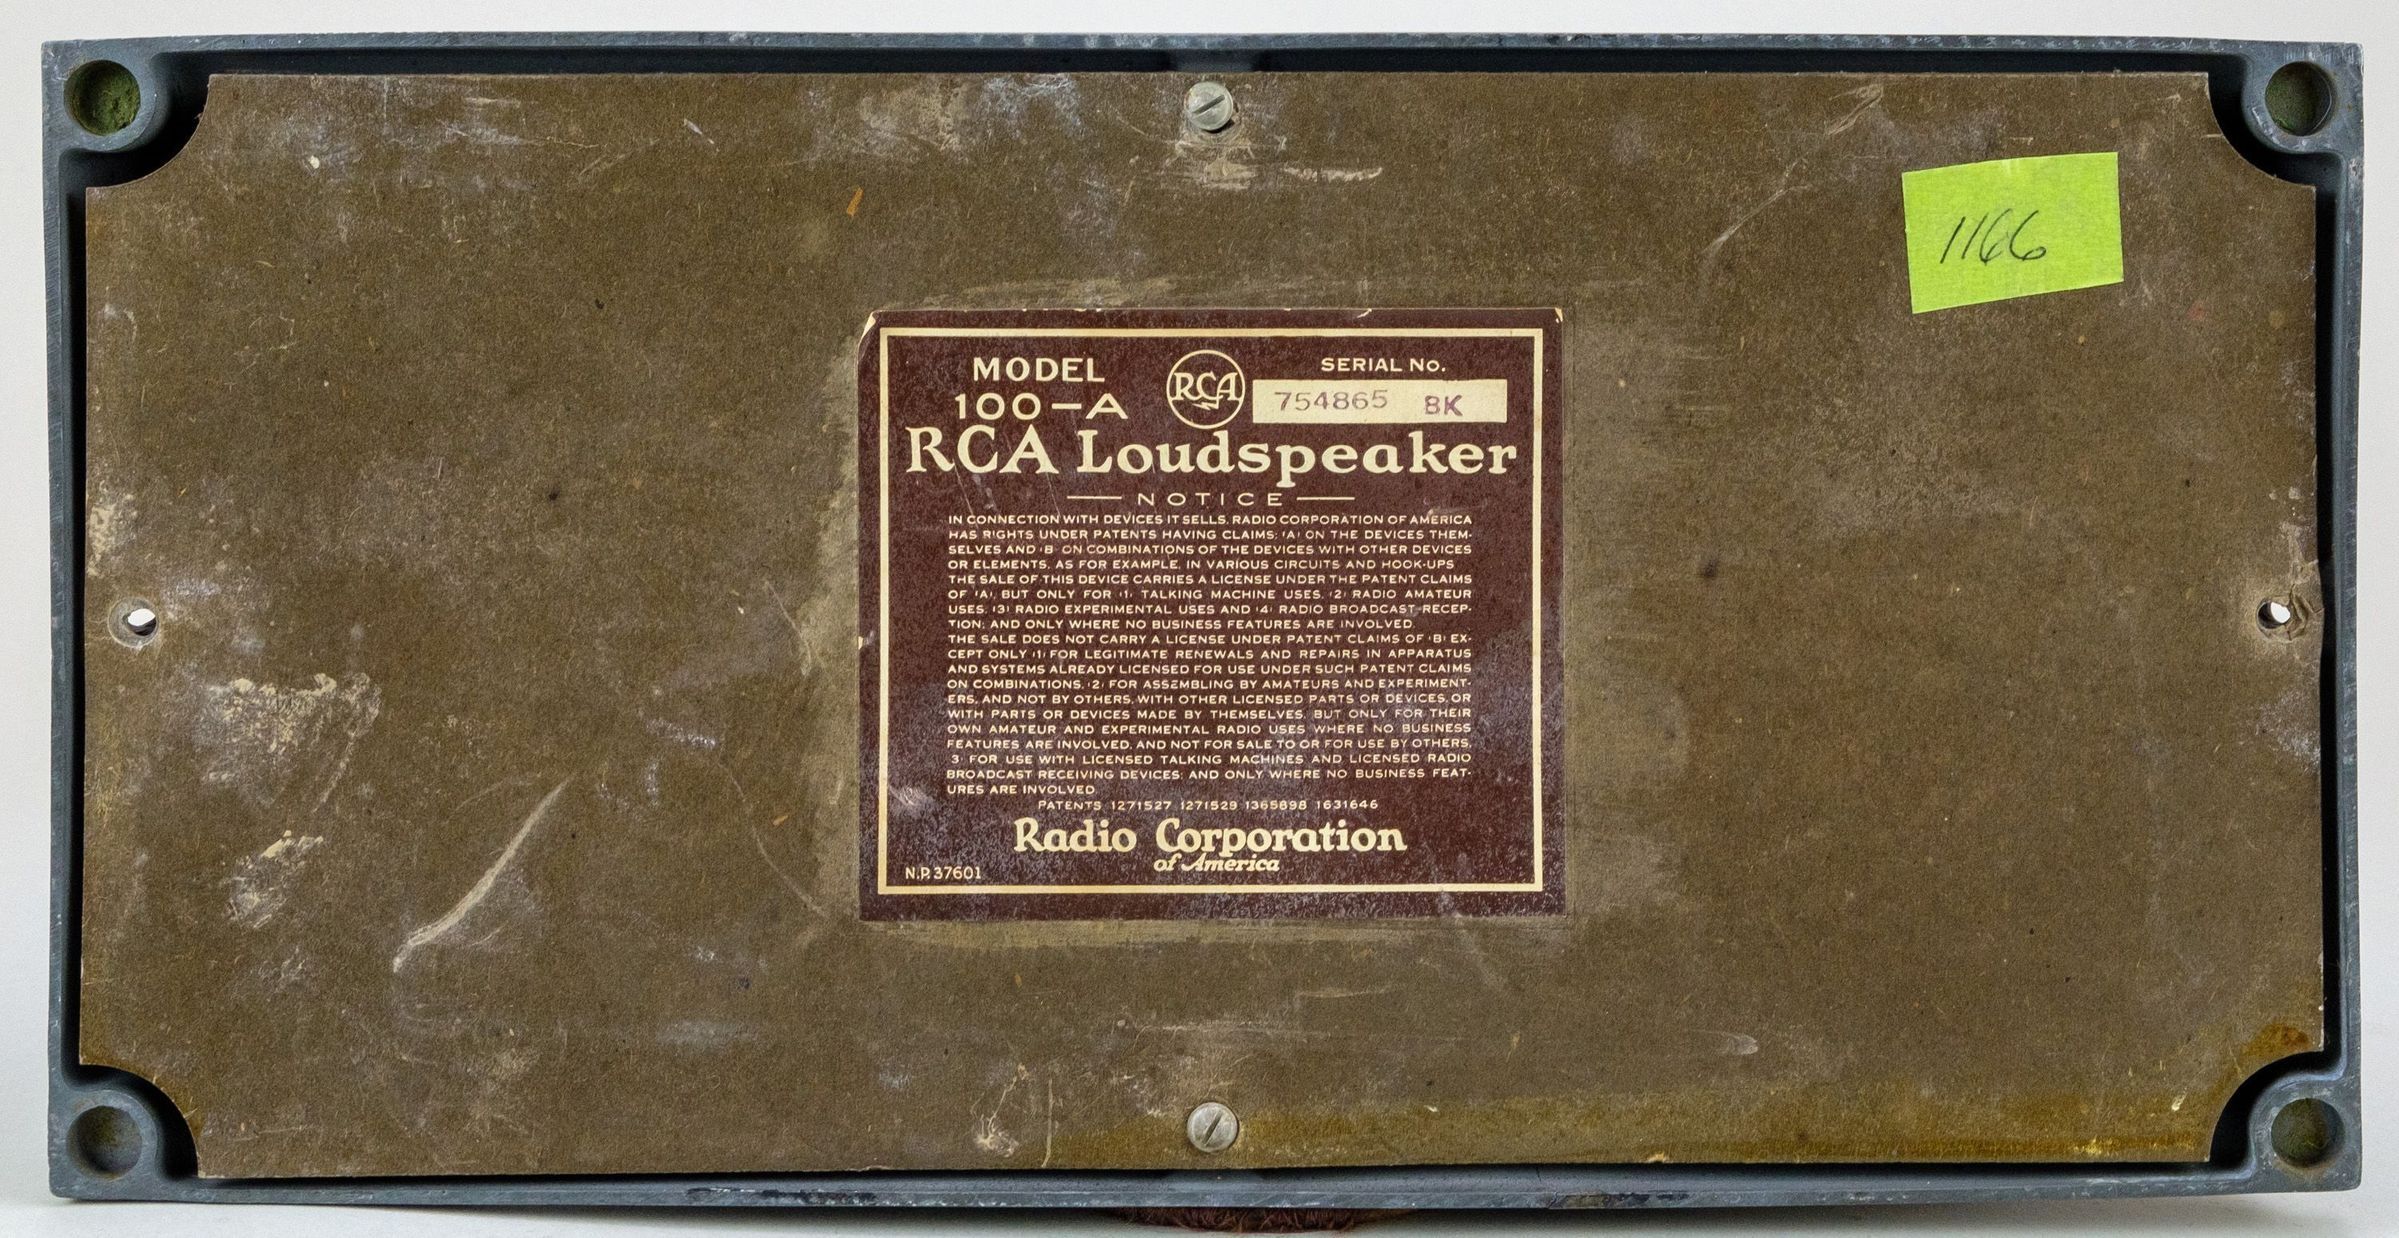 1166
MODEL
100-A
RCA
SERIAL No.
754865 BK
RCA Loudspeaker
NOTICE
IN CONNECTION WITH DEVICES IT SELLS, RADIO CORPORATION OF AMERICA
HAS RIGHTS UNDER PATENTS HAVING CLAIMS: (A) ON THE DEVICES THEM-
SELVES AND (B) ON COMBINATIONS OF THE DEVICES WITH OTHER DEVICES
OR ELEMENTS, AS FOR EXAMPLE, IN VARIOUS CIRCUITS AND HOOK-UPS
THE SALE OF THIS DEVICE CARRIES A LICENSE UNDER THE PATENT CLAIMS
OF (A), BUT ONLY FOR (1) TALKING MACHINE USES, (2) RADIO AMATEUR
USES, (3) RADIO EXPERIMENTAL USES AND (4) RADIO BROADCAST RECEP-
TION; AND ONLY WHERE NO BUSINESS FEATURES ARE INVOLVED.
THE SALE DOES NOT CARRY A LICENSE UNDER PATENT CLAIMS OF (B) EX-
CEPT ONLY (1) FOR LEGITIMATE RENEWALS AND REPAIRS IN APPARATUS
AND SYSTEMS ALREADY LICENSED FOR USE UNDER SUCH PATENT CLAIMS
ON COMBINATIONS, (2) FOR ASSEMBLING BY AMATEURS AND EXPERIMENT-
ERS, AND NOT BY OTHERS, WITH OTHER LICENSED PARTS OR DEVICES, OR
WITH PARTS OR DEVICES MADE BY THEMSELVES, BUT ONLY FOR THEIR
OWN AMATEUR AND EXPERIMENTAL RADIO USES WHERE NO BUSINESS
FEATURES ARE INVOLVED, AND NOT FOR SALE TO OR FOR USE BY OTHERS,
3) FOR USE WITH LICENSED TALKING MACHINES AND LICENSED RADIO
BROADCAST RECEIVING DEVICES; AND ONLY WHERE NO BUSINESS FEAT-
URES ARE INVOLVED
PATENTS 1271527 1271529 1365898 1631646
Radio Corporation
of America
N.P. 37601